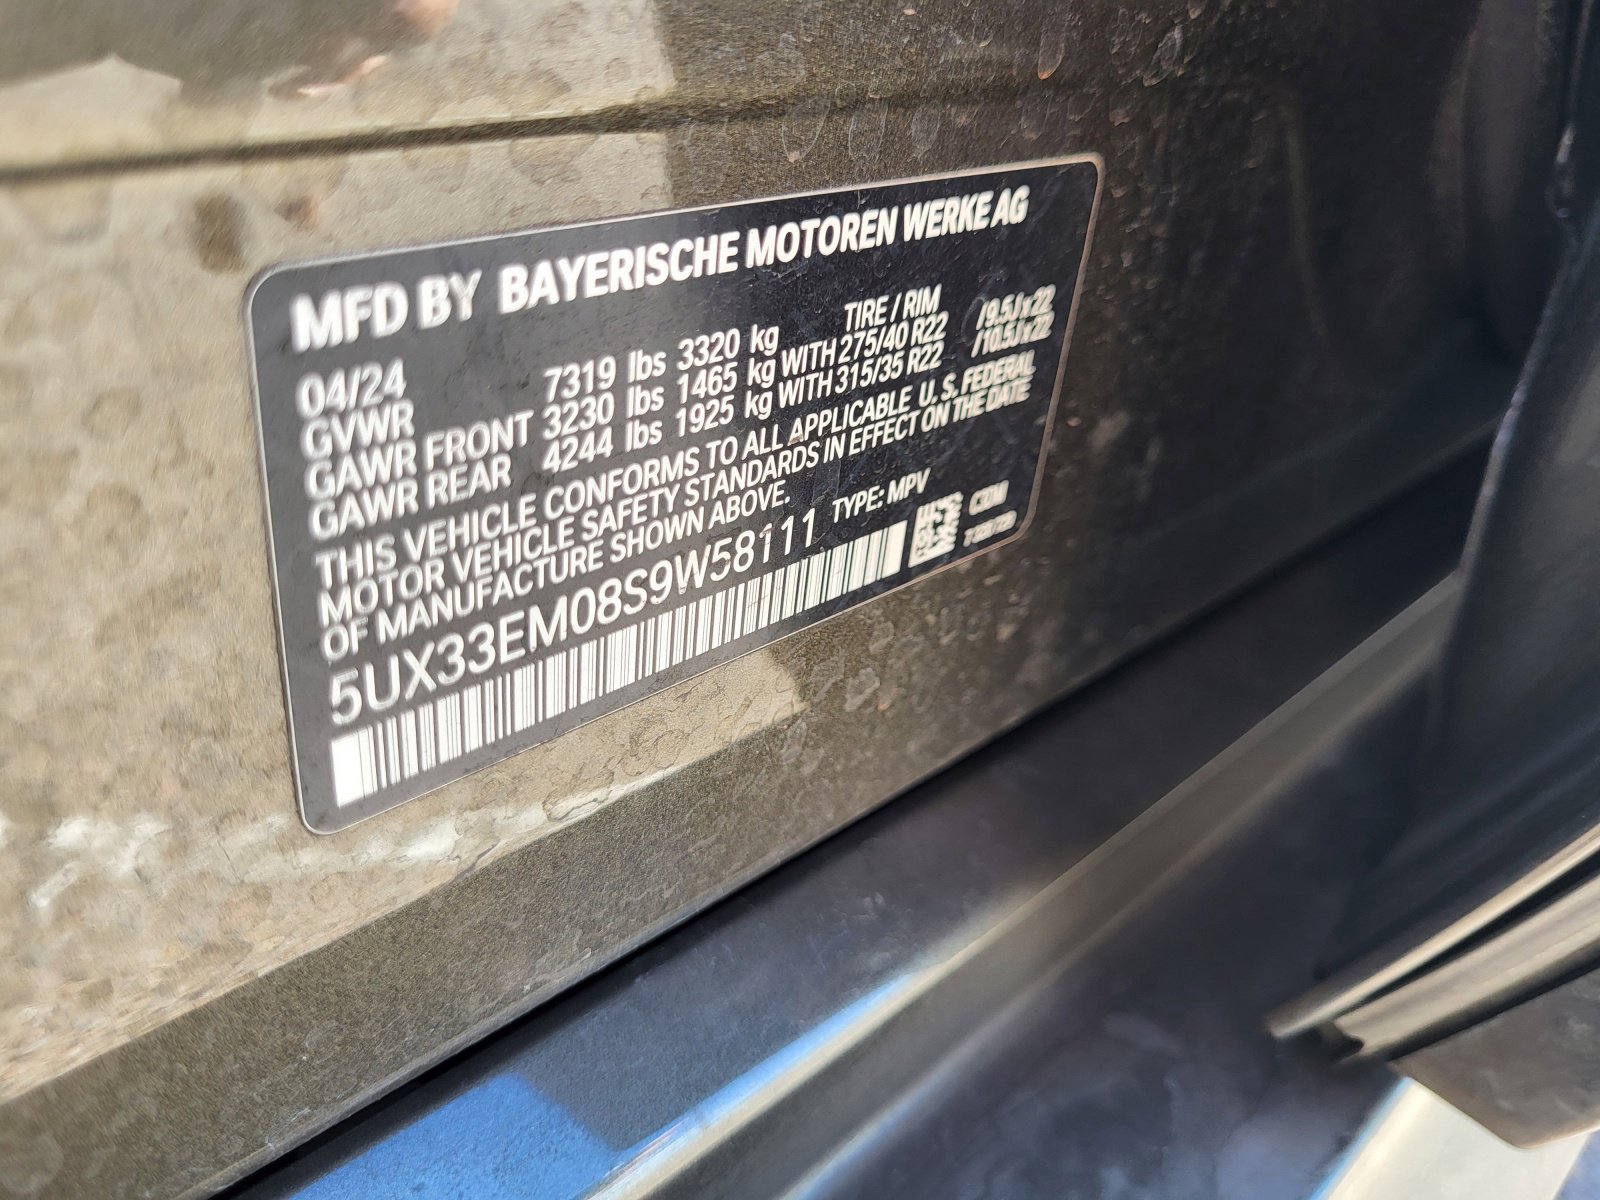 MFD BY BAYERISCHE MOTOREN WERKE AG
04/24 TIRE / RIM
GVWR 7319 lbs 3320 kg
GAWR FRONT 3230 lbs 1465 kg WITH 275/40 R22 /9.5Jx22
GAWR REAR 4244 lbs 1925 kg WITH 315/35 R22 /10.5Jx22
THIS VEHICLE CONFORMS TO ALL APPLICABLE U.S. FEDERAL
MOTOR VEHICLE SAFETY STANDARDS IN EFFECT ON THE DATE
OF MANUFACTURE SHOWN ABOVE.
5UX33EM08S9W58111 TYPE: MPV